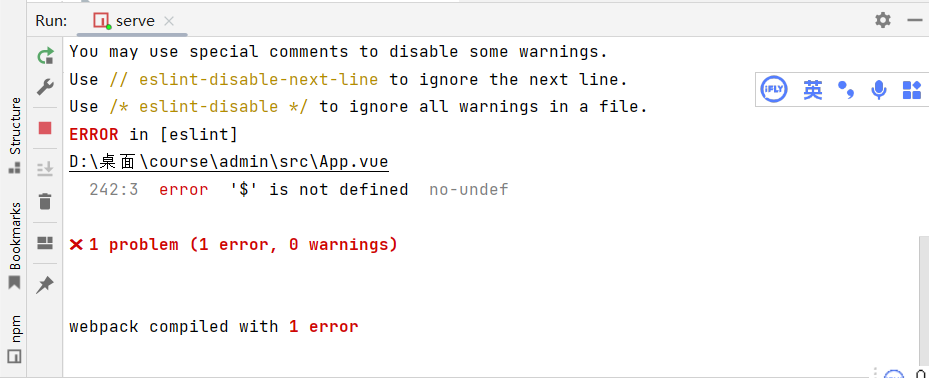 Run: serve
You may use special comments to disable some warnings.
Use // eslint-disable-next-line to ignore the next line.
Use /* eslint-disable */ to ignore all warnings in a file.
ERROR in [eslint]
D:\桌面\course\admin\src\App.vue
242:3 error '$' is not defined no-undef
1 problem (1 error, 0 warnings)
webpack compiled with 1 error
Structure
Bookmarks
npm
iFLY 英